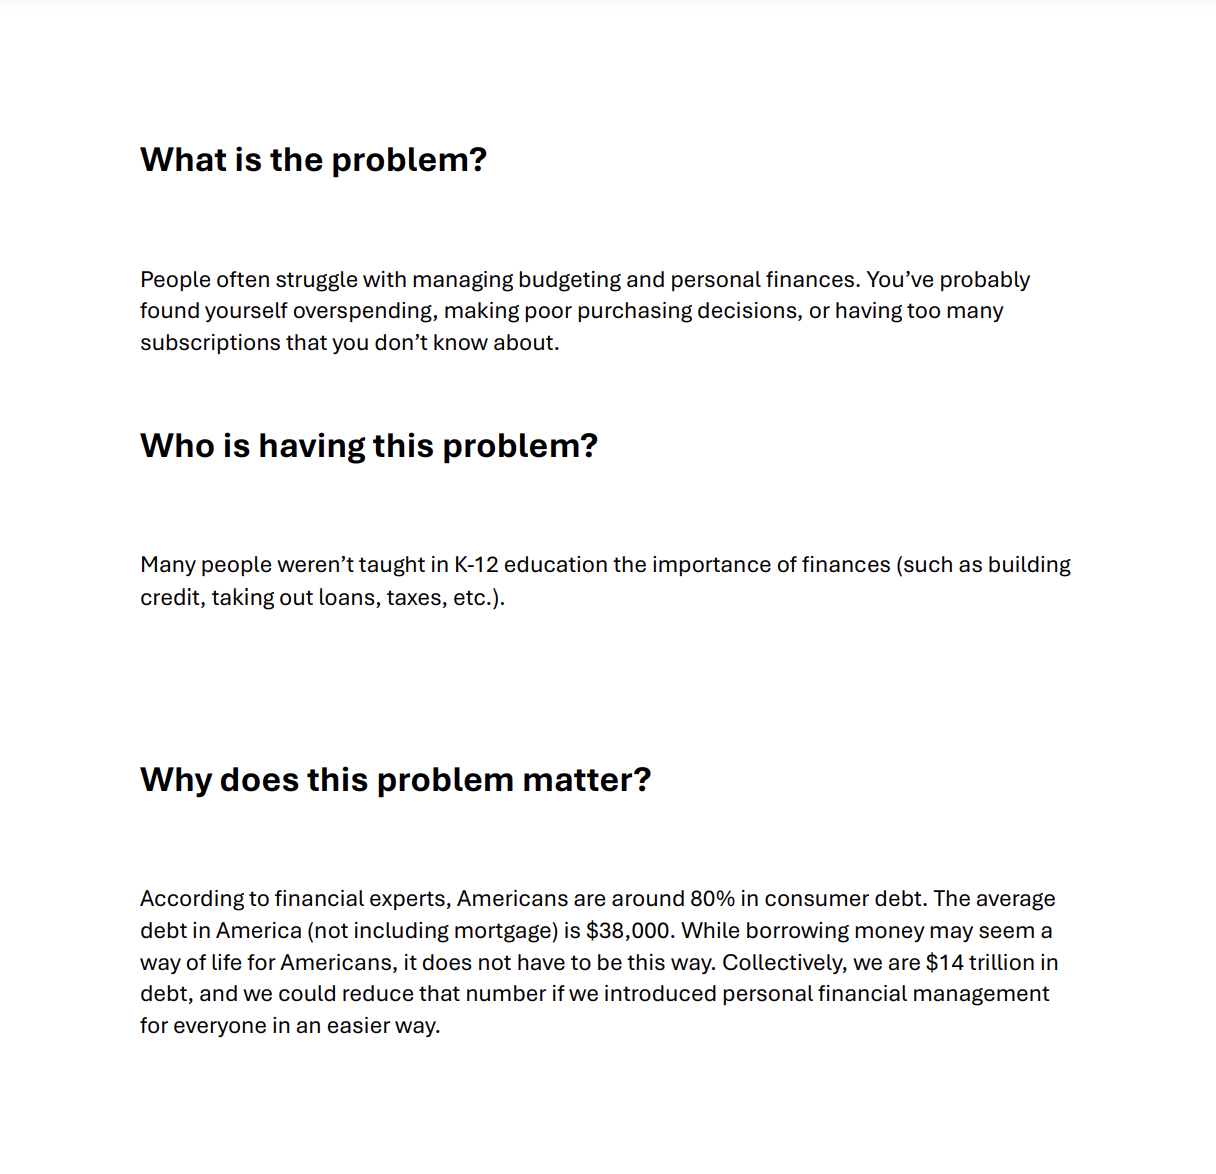 What is the problem?
People often struggle with managing budgeting and personal finances. You’ve probably
found yourself overspending, making poor purchasing decisions, or having too many
subscriptions that you don’t know about.
Who is having this problem?
Many people weren’t taught in K-12 education the importance of finances (such as building
credit, taking out loans, taxes, etc.).
Why does this problem matter?
According to financial experts, Americans are around 80% in consumer debt. The average
debt in America (not including mortgage) is $38,000. While borrowing money may seem a
way of life for Americans, it does not have to be this way. Collectively, we are $14 trillion in
debt, and we could reduce that number if we introduced personal financial management
for everyone in an easier way.